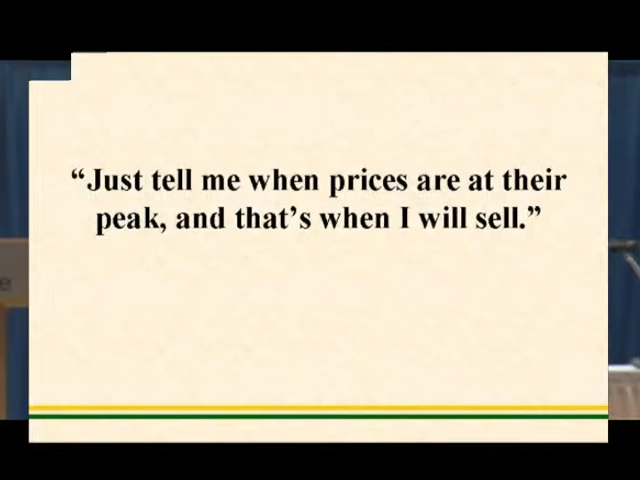 “Just tell me when prices are at their
peak, and that’s when I will sell.”